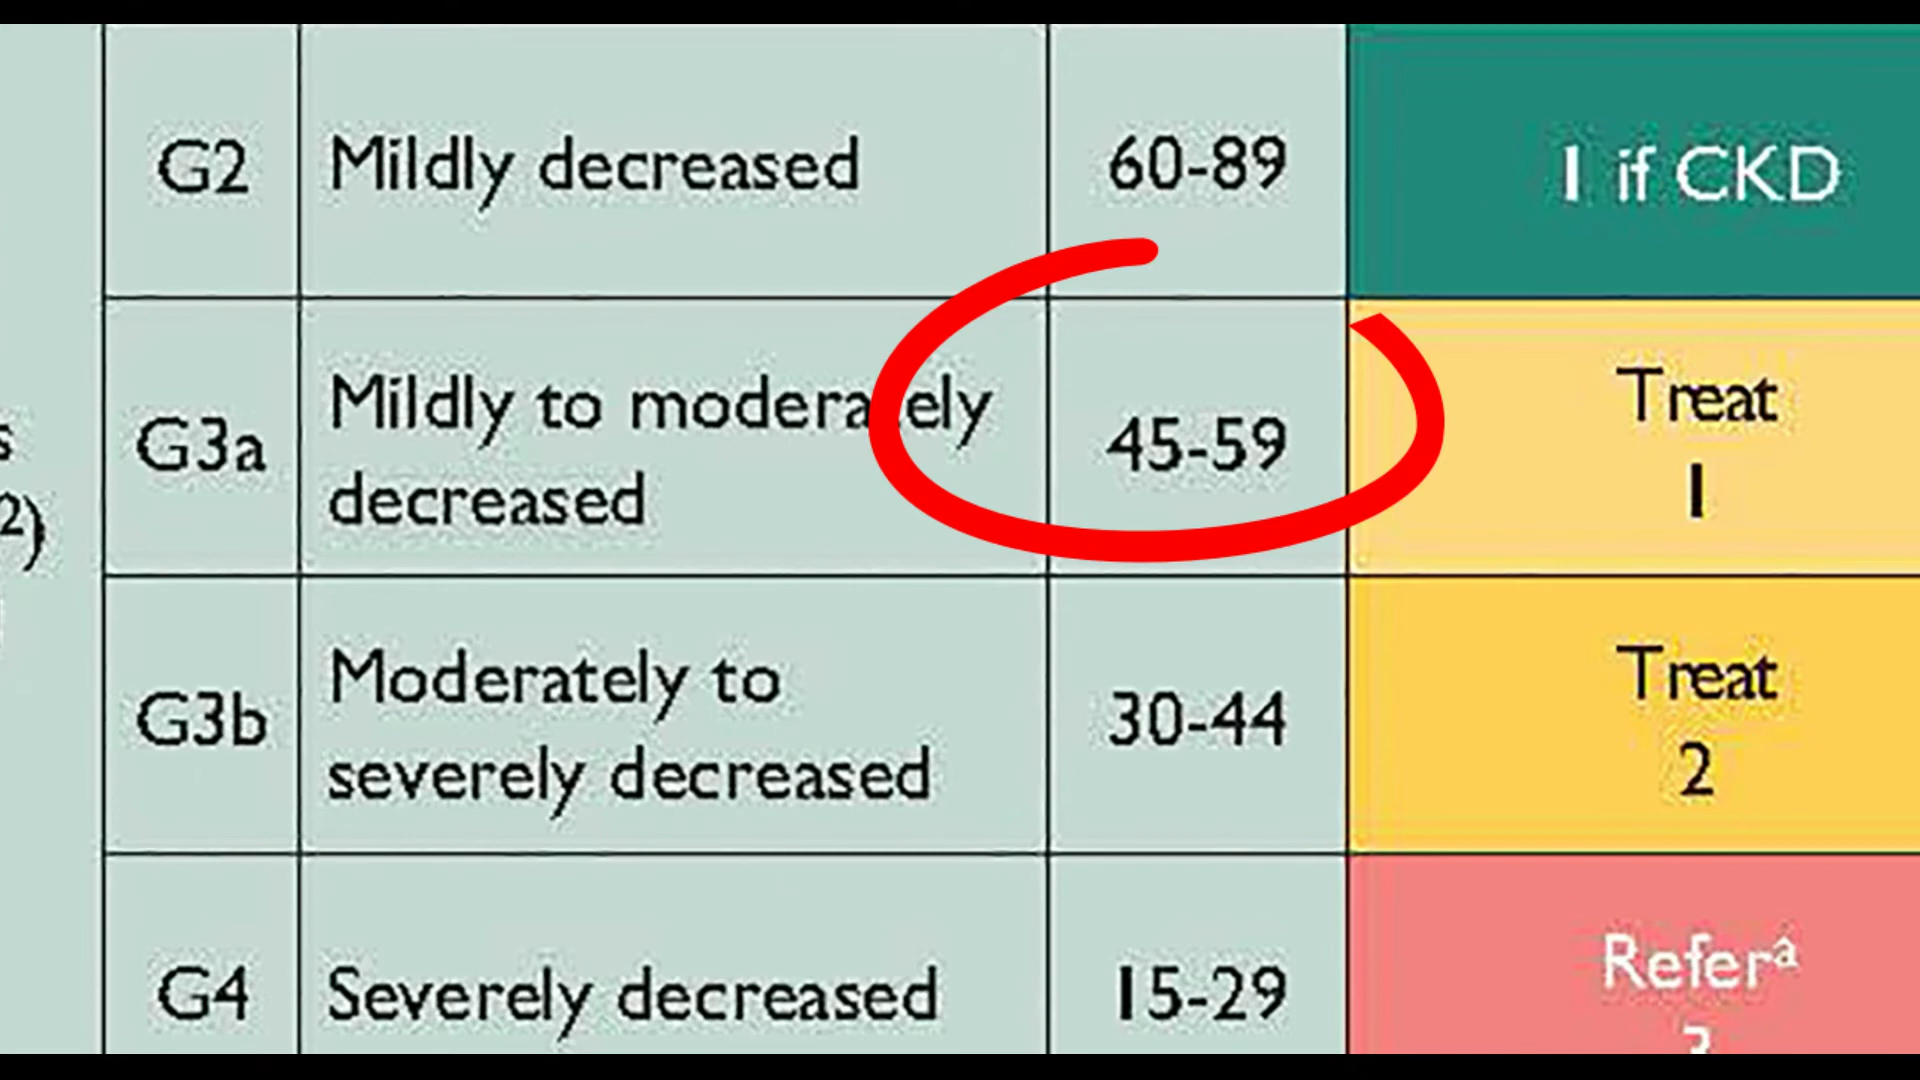 G2
Mildly decreased
60-89
1 if CKD
G3a
Mildly to moderately
decreased
45-59
Treat
1
G3b
Moderately to
severely decreased
30-44
Treat
2
G4
Severely decreased
15-29
Referᵃ
s
²)